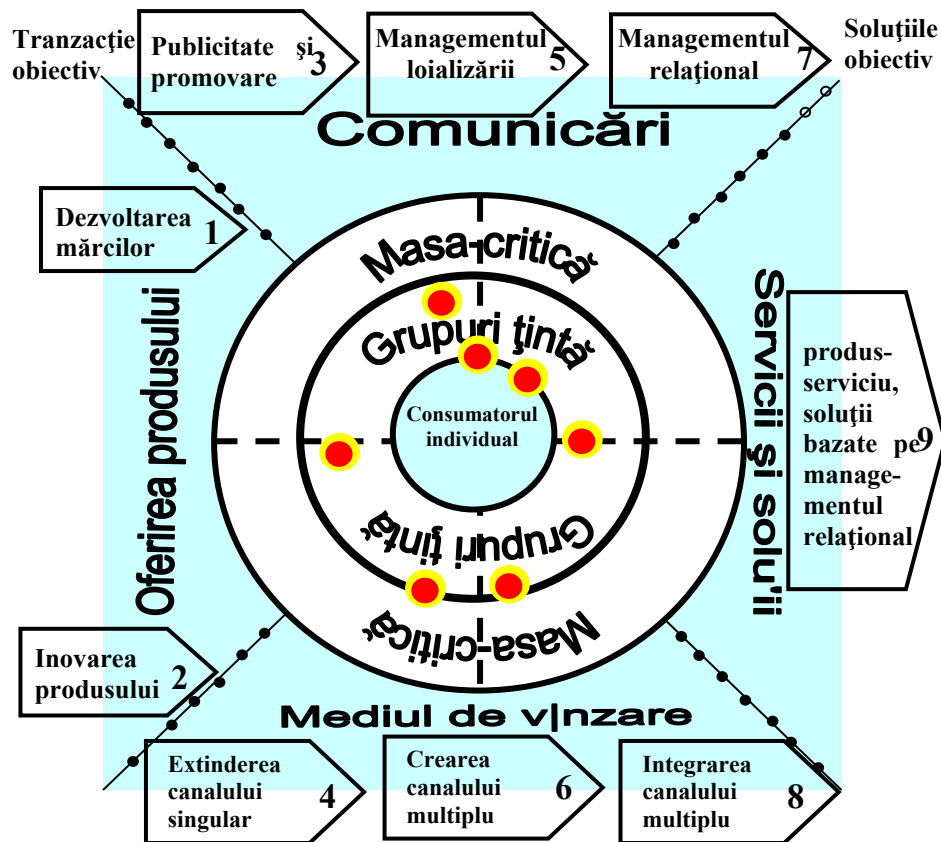 Tranzacţie
obiectiv
Publicitate şi
promovare
3
Managementul
loializării
5
Managementul
relaţional
7
Soluţiile
obiectiv
Comunicări
Dezvoltarea
mărcilor
1
Masa-critică
Grupuri ţintă
Consumatorul
individual
Oferirea produsului
Servicii şi solu'ii
produs-
serviciu,
soluţii
bazate pe
manage-
mentul
relaţional
9
Grupuri ţintă
Masa-critică
Inovarea
produsului
2
Mediul de v|nzare
Extinderea
canalului
singular
4
Crearea
canalului
multiplu
6
Integrarea
canalului
multiplu
8